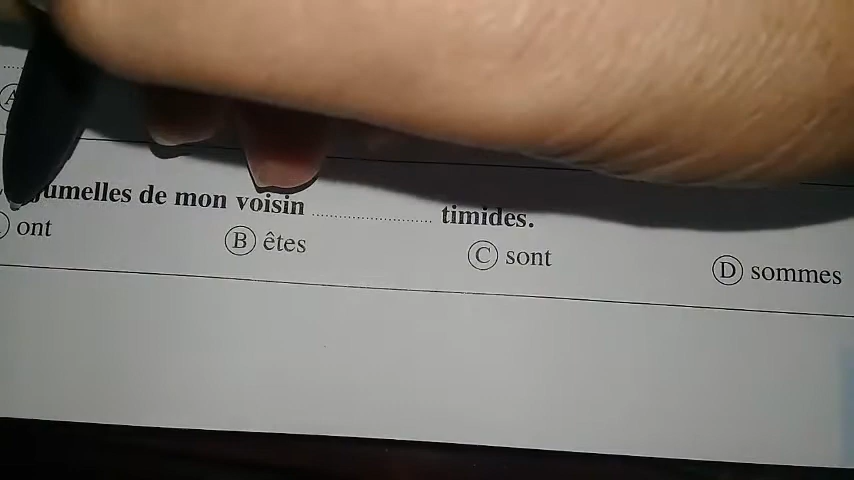 jumelles de mon voisin .............................. timides.
ont Ⓑ êtes Ⓒ sont Ⓓ sommes